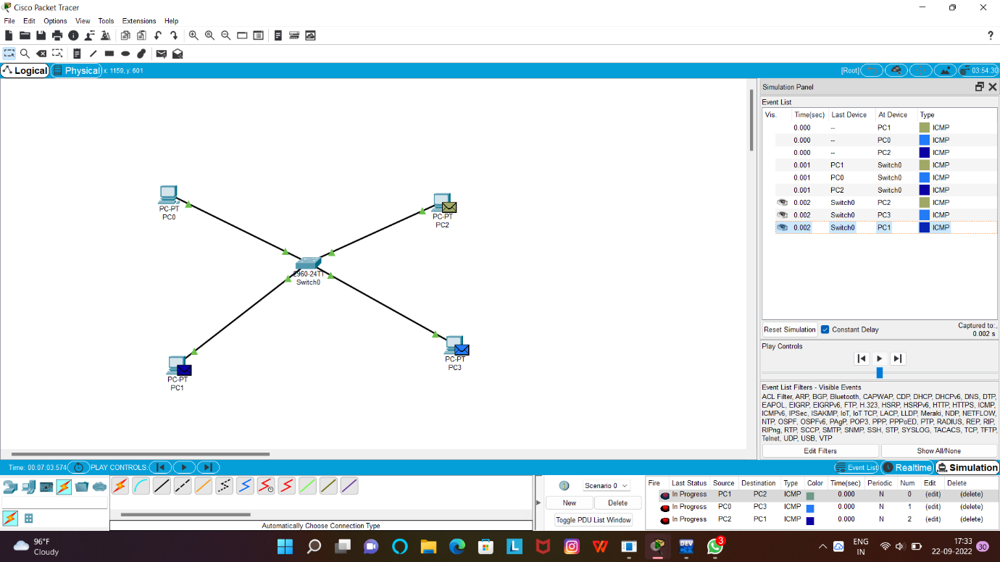 Cisco Packet Tracer
File Edit Options View Tools Extensions Help
?
Logical Physical x: 1159, y: 601 [Root] 03:54:30
Simulation Panel
Event List
Vis. Time(sec) Last Device At Device Type
0.000 -- PC1 ICMP
0.000 -- PC0 ICMP
0.000 -- PC2 ICMP
0.001 PC1 Switch0 ICMP
0.001 PC0 Switch0 ICMP
0.001 PC2 Switch0 ICMP
0.002 Switch0 PC2 ICMP
0.002 Switch0 PC3 ICMP
0.002 Switch0 PC1 ICMP
PC-PT
PC0
PC-PT
PC2
2960-24TT
Switch0
PC-PT
PC1
PC-PT
PC3
Reset Simulation Constant Delay Captured to:
0.002 s
Play Controls
Event List Filters - Visible Events
ACL Filter, ARP, BGP, Bluetooth, CAPWAP, CDP, DHCP, DHCPv6, DNS, DTP,
EAPOL, EIGRP, EIGRPv6, FTP, H.323, HSRP, HSRPv6, HTTP, HTTPS, ICMP,
ICMPv6, IPSec, ISAKMP, IoT, IoT TCP, LACP, LLDP, Meraki, NDP, NETFLOW,
NTP, OSPF, OSPFv6, PAgP, POP3, PPP, PPPoED, PTP, RADIUS, REP, RIP,
RIPng, RTP, SCCP, SMTP, SNMP, SSH, STP, SYSLOG, TACACS, TCP, TFTP,
Telnet, UDP, USB, VTP
Edit Filters Show All/None
Time: 00:07:03.574 PLAY CONTROLS: Event List Realtime Simulation
Scenario 0
New Delete
Toggle PDU List Window
Fire Last Status Source Destination Type Color Time(sec) Periodic Num Edit Delete
In Progress PC1 PC2 ICMP 0.000 N 0 (edit) (delete)
In Progress PC0 PC3 ICMP 0.000 N 1 (edit) (delete)
In Progress PC2 PC1 ICMP 0.000 N 2 (edit) (delete)
Automatically Choose Connection Type
96°F
Cloudy
L
W
DEV
3
ENG
IN
17:33
22-09-2022
30